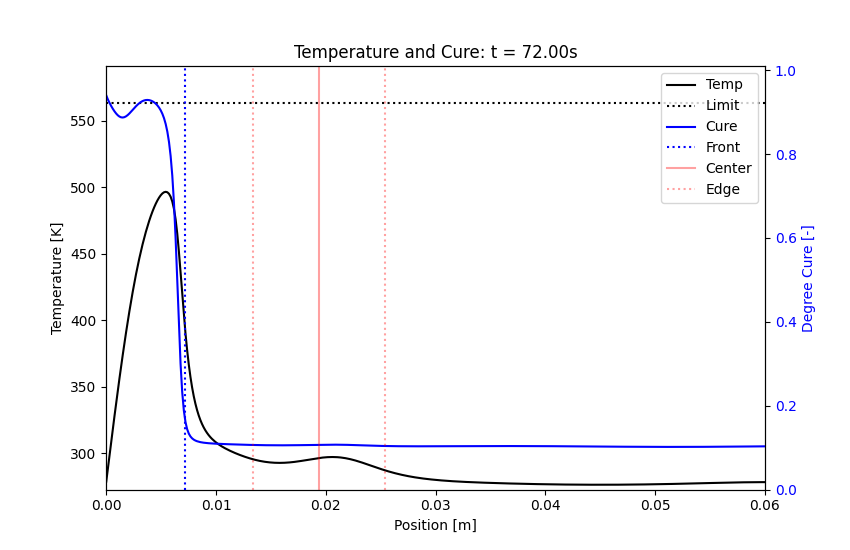 Temperature and Cure: t = 72.00s
Temp
Limit
Cure
Front
Center
Edge
Temperature [K]
550
500
450
400
350
300
Degree Cure [-]
1.0
0.8
0.6
0.4
0.2
0.0
0.00 0.01 0.02 0.03 0.04 0.05 0.06
Position [m]